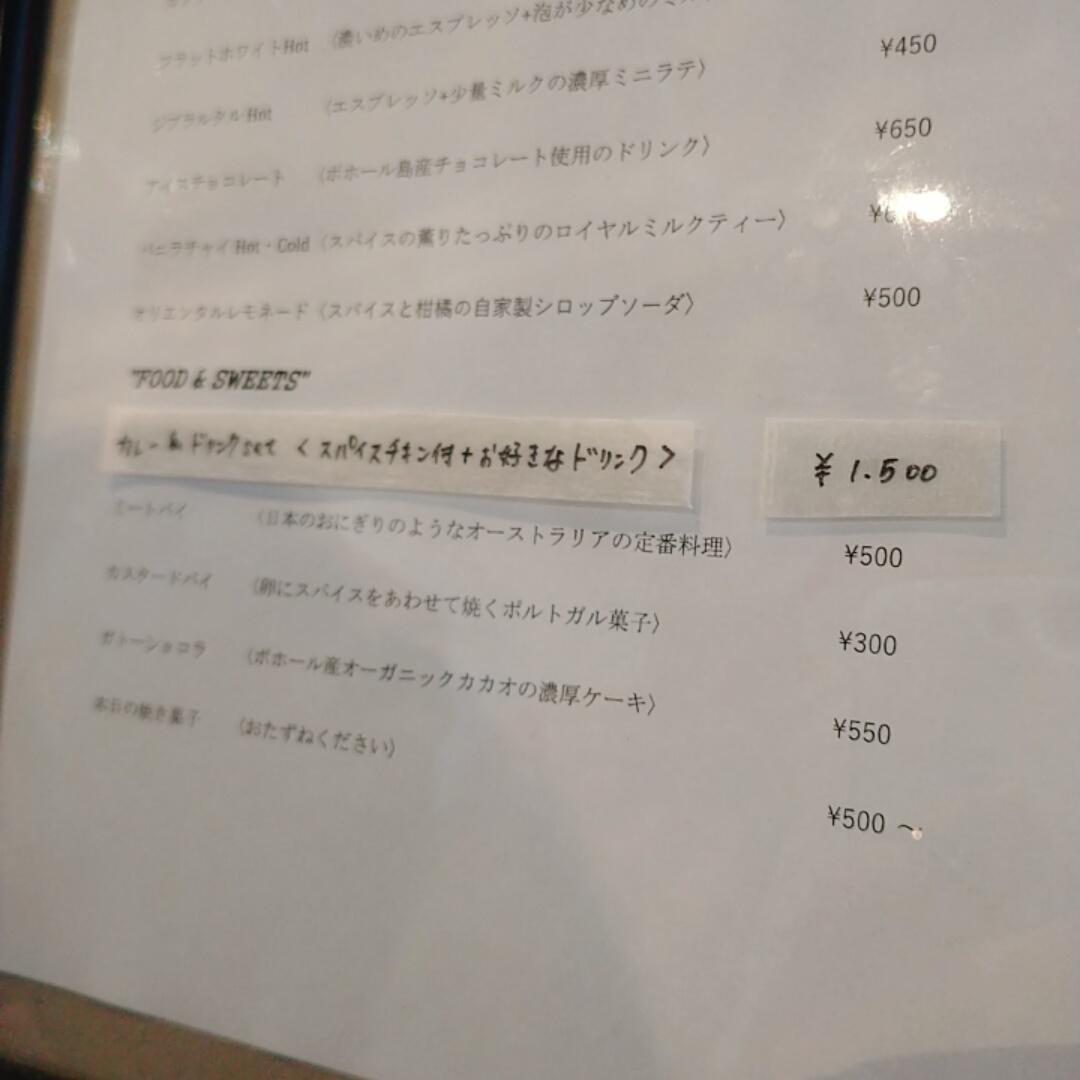 フラットホワイトHot 〈濃いめのエスプレッソ+泡が少なめの
ジブラルタルHot 〈エスプレッソ+少量ミルクの濃厚ミニラテ〉 ¥450
アイスチョコレート 〈ボホール島産チョコレート使用のドリンク〉 ¥650
バニラチャイ Hot・Cold 〈スパイスの薫りたっぷりのロイヤルミルクティー〉
オリエンタルレモネード 〈スパイスと柑橘の自家製シロップソーダ〉 ¥500
"FOOD & SWEETS"
カレー & ドリンクset < スパイスチキン付+お好きなドリンク > ¥1.500
ミートパイ 〈日本のおにぎりのようなオーストラリアの定番料理〉 ¥500
カスタードパイ 〈卵にスパイスをあわせて焼くポルトガル菓子〉 ¥300
ガトーショコラ 〈ボホール産オーガニックカカオの濃厚ケーキ〉 ¥550
本日の焼き菓子 〈おたずねください〉 ¥500 ~